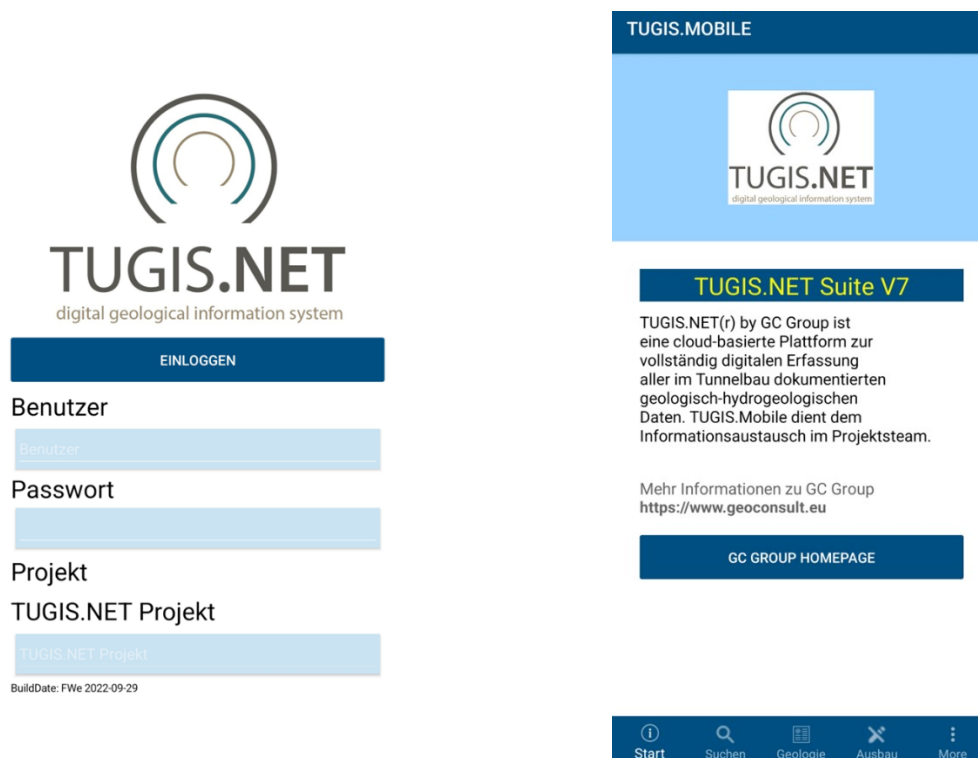 TUGIS.NET
digital geological information system
EINLOGGEN
Benutzer
Benutzer
Passwort
Projekt
TUGIS.NET Projekt
TUGIS.NET Projekt
BuildDate: FWe 2022-09-29
TUGIS.MOBILE
TUGIS.NET
digital geological information system
TUGIS.NET Suite V7
TUGIS.NET(r) by GC Group ist
eine cloud-basierte Plattform zur
vollständig digitalen Erfassung
aller im Tunnelbau dokumentierten
geologisch-hydrogeologischen
Daten. TUGIS.Mobile dient dem
Informationsaustausch im Projektsteam.
Mehr Informationen zu GC Group
https://www.geoconsult.eu
GC GROUP HOMEPAGE
Start Suchen Geologie Ausbau More